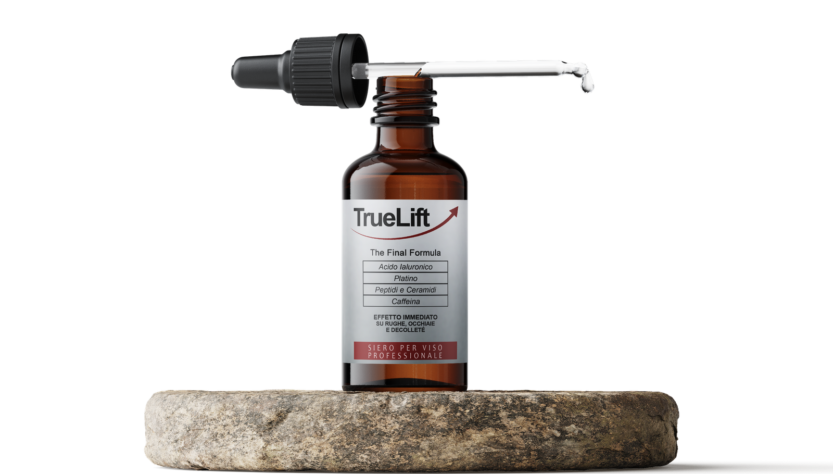 TrueLift
The Final Formula
Acido Ialuronico
Platino
Peptidi e Ceramidi
Caffeina
EFFETTO IMMEDIATO
SU RUGHE, OCCHIAIE
E DECOLLETÉ
SIERO PER VISO
PROFESSIONALE